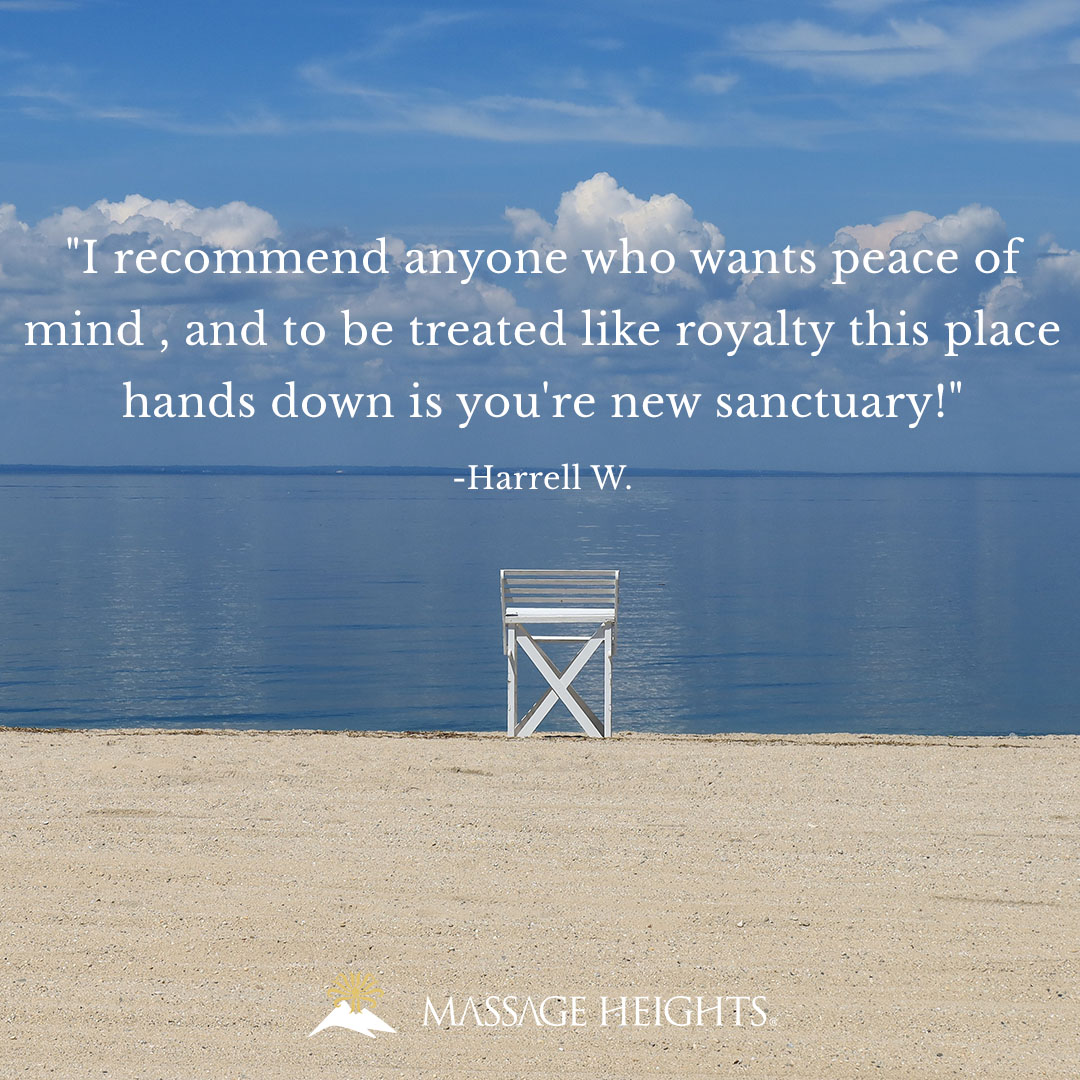 "I recommend anyone who wants peace of
mind , and to be treated like royalty this place
hands down is you're new sanctuary!"
-Harrell W.
MASSAGE HEIGHTS®